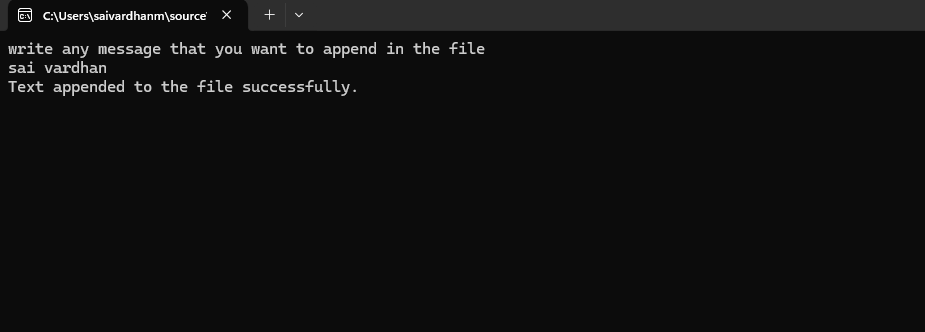 C:\Users\saivardhanm\source\
write any message that you want to append in the file
sai vardhan
Text appended to the file successfully.